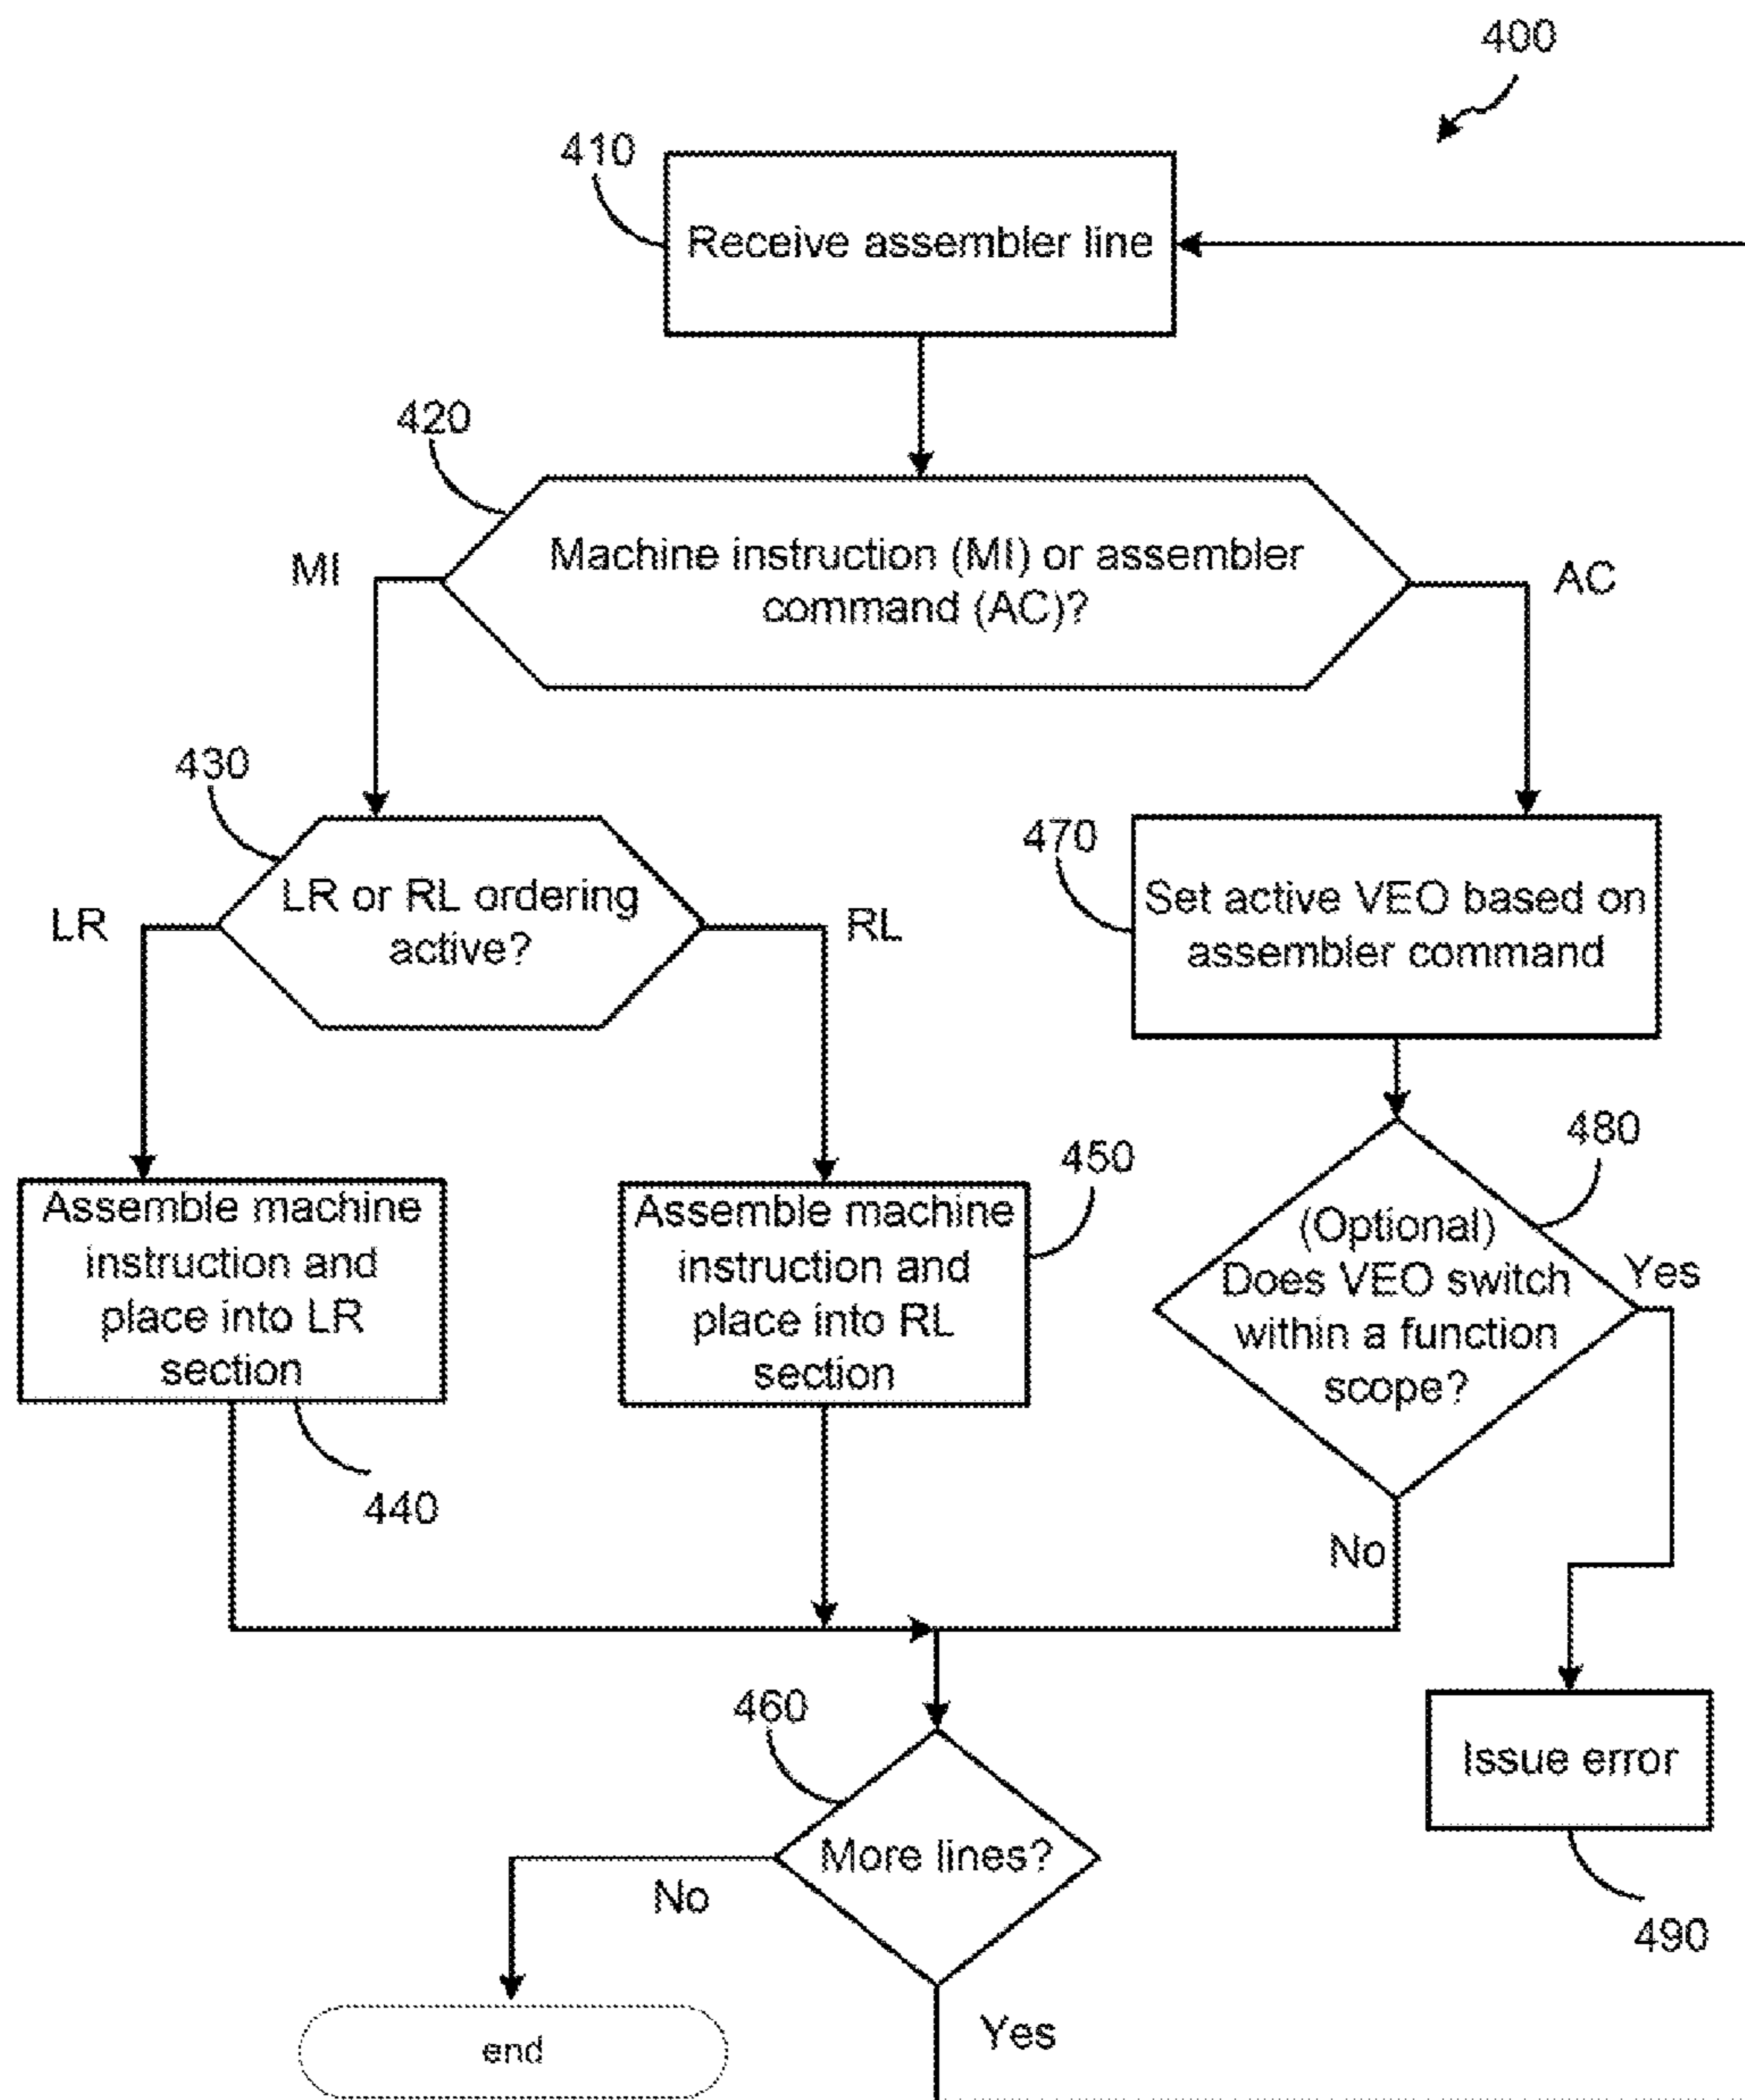 400
410
Receive assembler line
420
MI
Machine instruction (MI) or assembler
command (AC)?
AC
430
LR
LR or RL ordering
active?
RL
470
Set active VEO based on
assembler command
Assemble machine
instruction and
place into LR
section
440
Assemble machine
instruction and
place into RL
section
450
480
(Optional)
Does VEO switch
within a function
scope?
Yes
No
460
More lines?
No
Yes
end
Issue error
490